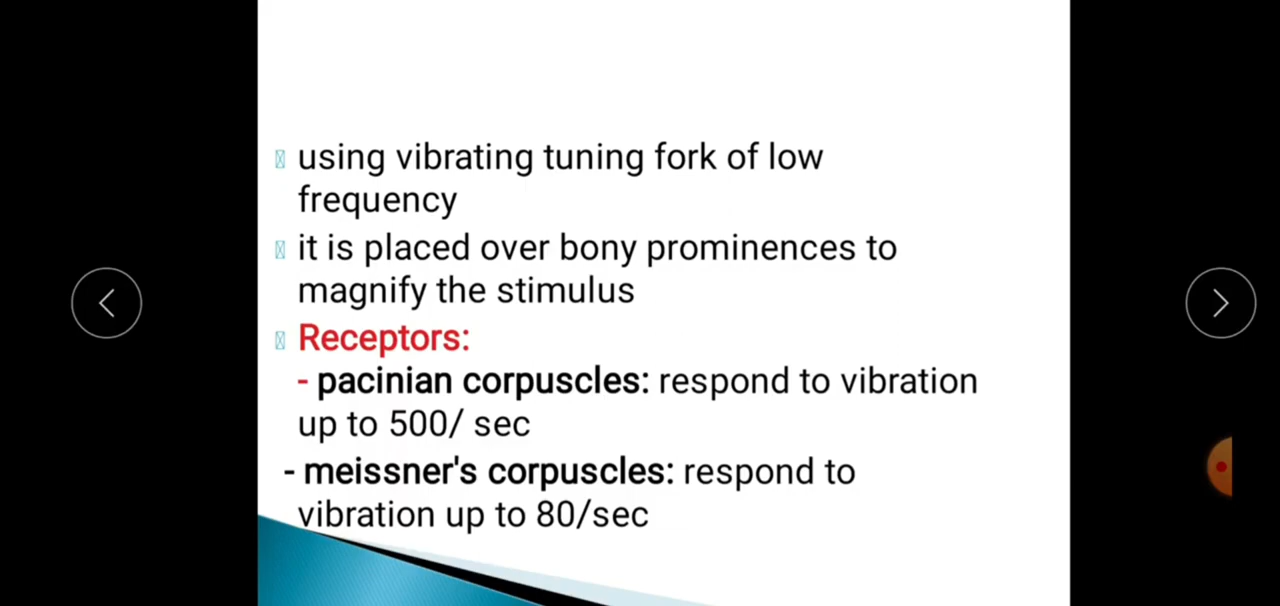 using vibrating tuning fork of low
frequency
it is placed over bony prominences to
magnify the stimulus
Receptors:
- pacinian corpuscles: respond to vibration
up to 500/ sec
- meissner's corpuscles: respond to
vibration up to 80/sec